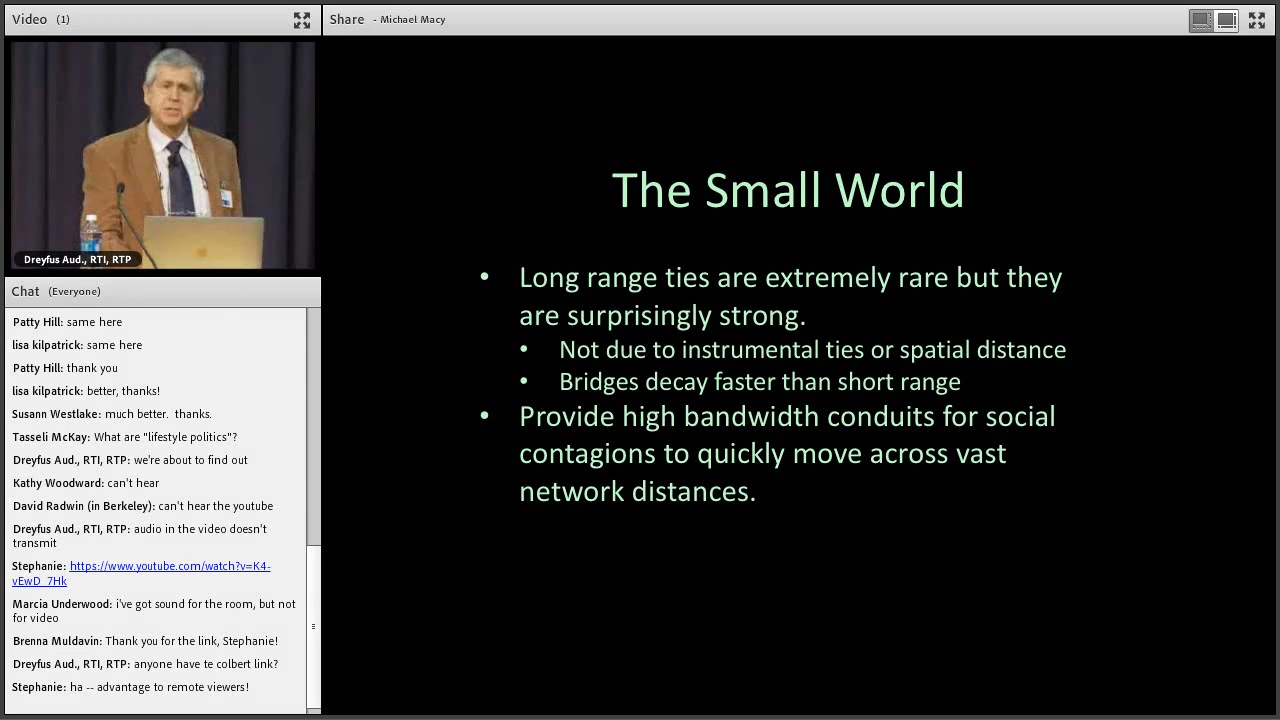 Video (1)
Share - Michael Macy
Dreyfus Aud., RTI, RTP
Chat (Everyone)
Patty Hill: same here
lisa kilpatrick: same here
Patty Hill: thank you
lisa kilpatrick: better, thanks!
Susann Westlake: much better. thanks.
Tasseli McKay: What are "lifestyle politics"?
Dreyfus Aud., RTI, RTP: we're about to find out
Kathy Woodward: can't hear
David Radwin (in Berkeley): can't hear the youtube
Dreyfus Aud., RTI, RTP: audio in the video doesn't
transmit
Stephanie: https://www.youtube.com/watch?v=K4-
vEwD_7Hk
Marcia Underwood: i've got sound for the room, but not
for video
Brenna Muldavin: Thank you for the link, Stephanie!
Dreyfus Aud., RTI, RTP: anyone have te colbert link?
Stephanie: ha -- advantage to remote viewers!
The Small World
• Long range ties are extremely rare but they
are surprisingly strong.
• Not due to instrumental ties or spatial distance
• Bridges decay faster than short range
• Provide high bandwidth conduits for social
contagions to quickly move across vast
network distances.